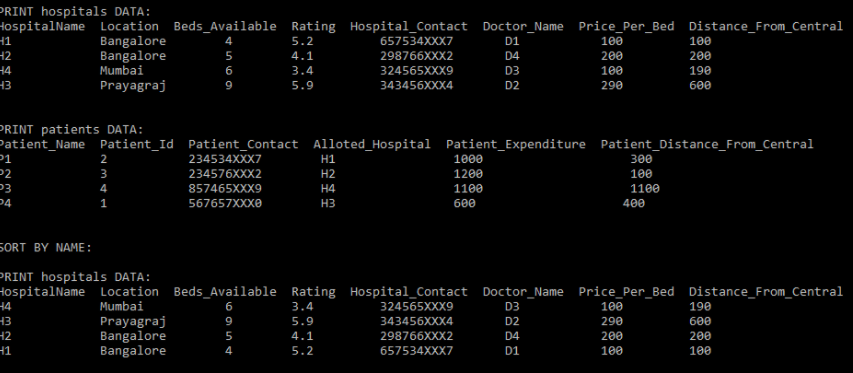 PRINT hospitals DATA:
HospitalName Location Beds_Available Rating Hospital_Contact Doctor_Name Price_Per_Bed Distance_From_Central
H1 Bangalore 4 5.2 657534XXX7 D1 100 100
H2 Bangalore 5 4.1 298766XXX2 D4 200 200
H4 Mumbai 6 3.4 324565XXX9 D3 100 190
H3 Prayagraj 9 5.9 343456XXX4 D2 290 600
PRINT patients DATA:
Patient_Name Patient_Id Patient_Contact Alloted_Hospital Patient_Expenditure Patient_Distance_From_Central
P1 2 234534XXX7 H1 1000 300
P2 3 234576XXX2 H2 1200 100
P3 4 857465XXX9 H4 1100 1100
P4 1 567657XXX0 H3 600 400
SORT BY NAME:
PRINT hospitals DATA:
HospitalName Location Beds_Available Rating Hospital_Contact Doctor_Name Price_Per_Bed Distance_From_Central
H4 Mumbai 6 3.4 324565XXX9 D3 100 190
H3 Prayagraj 9 5.9 343456XXX4 D2 290 600
H2 Bangalore 5 4.1 298766XXX2 D4 200 200
H1 Bangalore 4 5.2 657534XXX7 D1 100 100